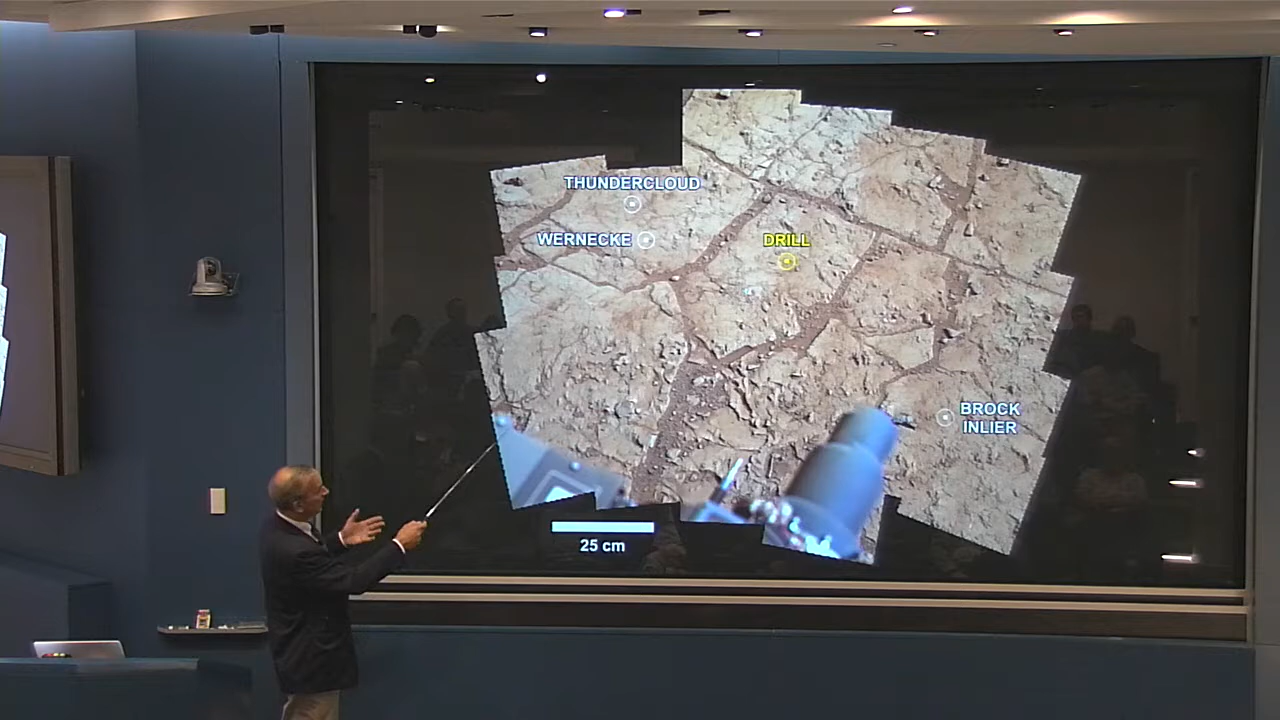 THUNDERCLOUD
WERNECKE
DRILL
BROCK
INLIER
25 cm